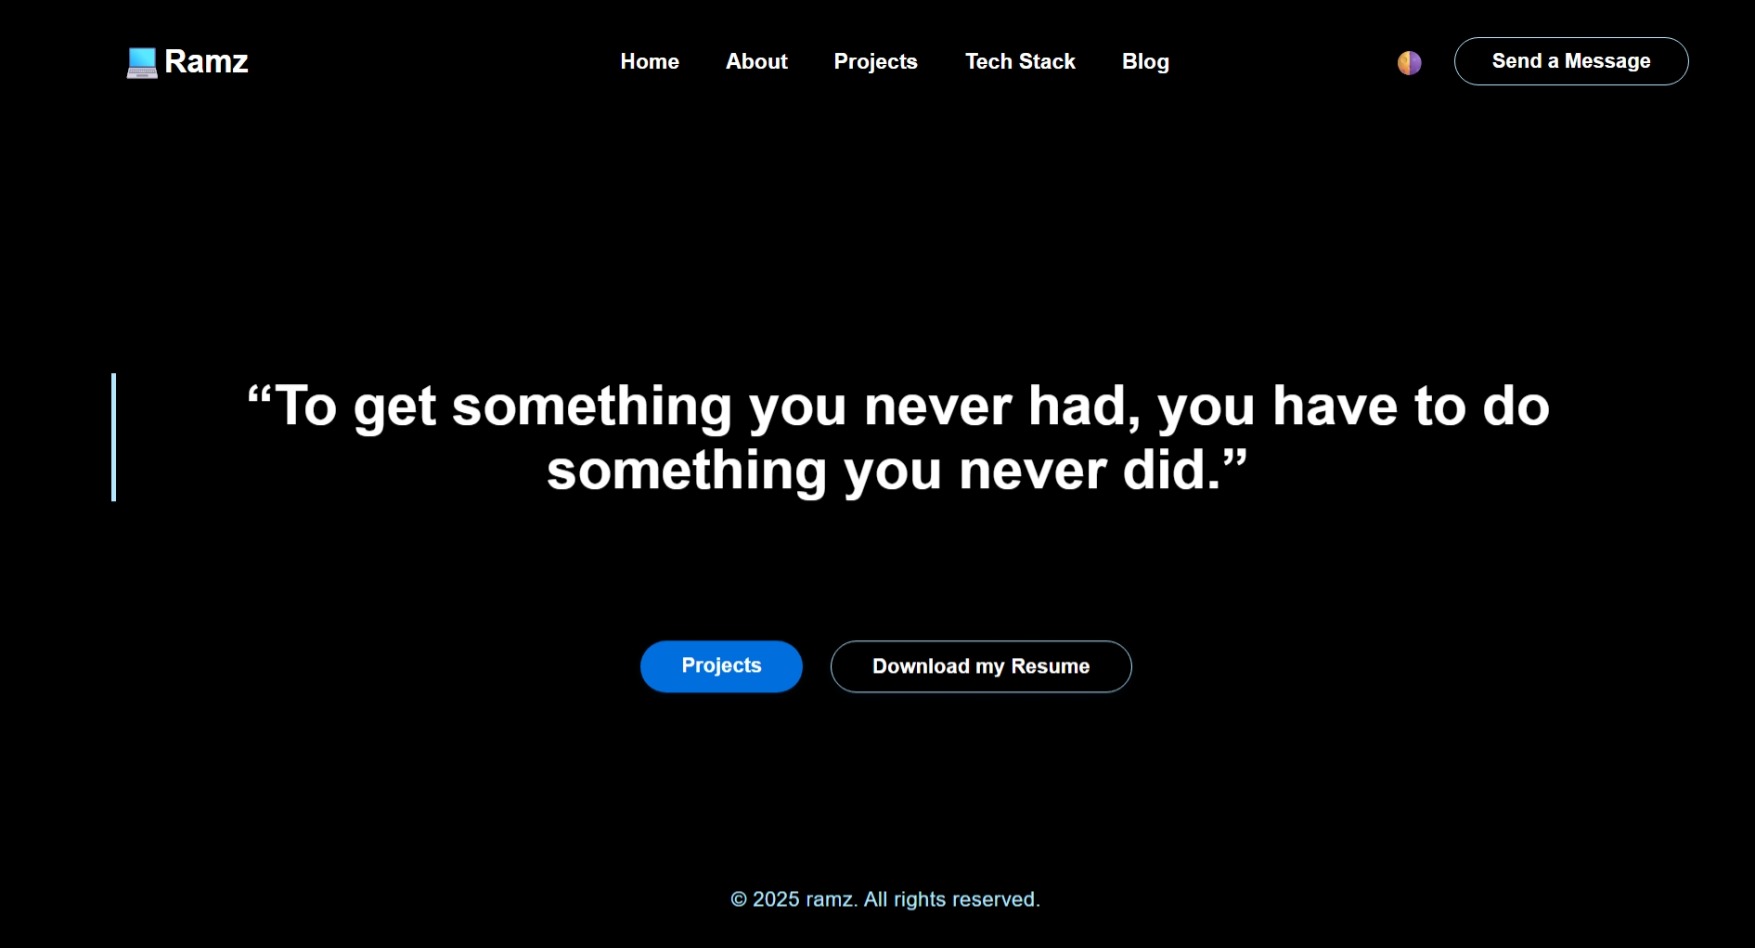 Ramz
Home
About
Projects
Tech Stack
Blog
Send a Message
“To get something you never had, you have to do
something you never did.”
Projects
Download my Resume
© 2025 ramz. All rights reserved.